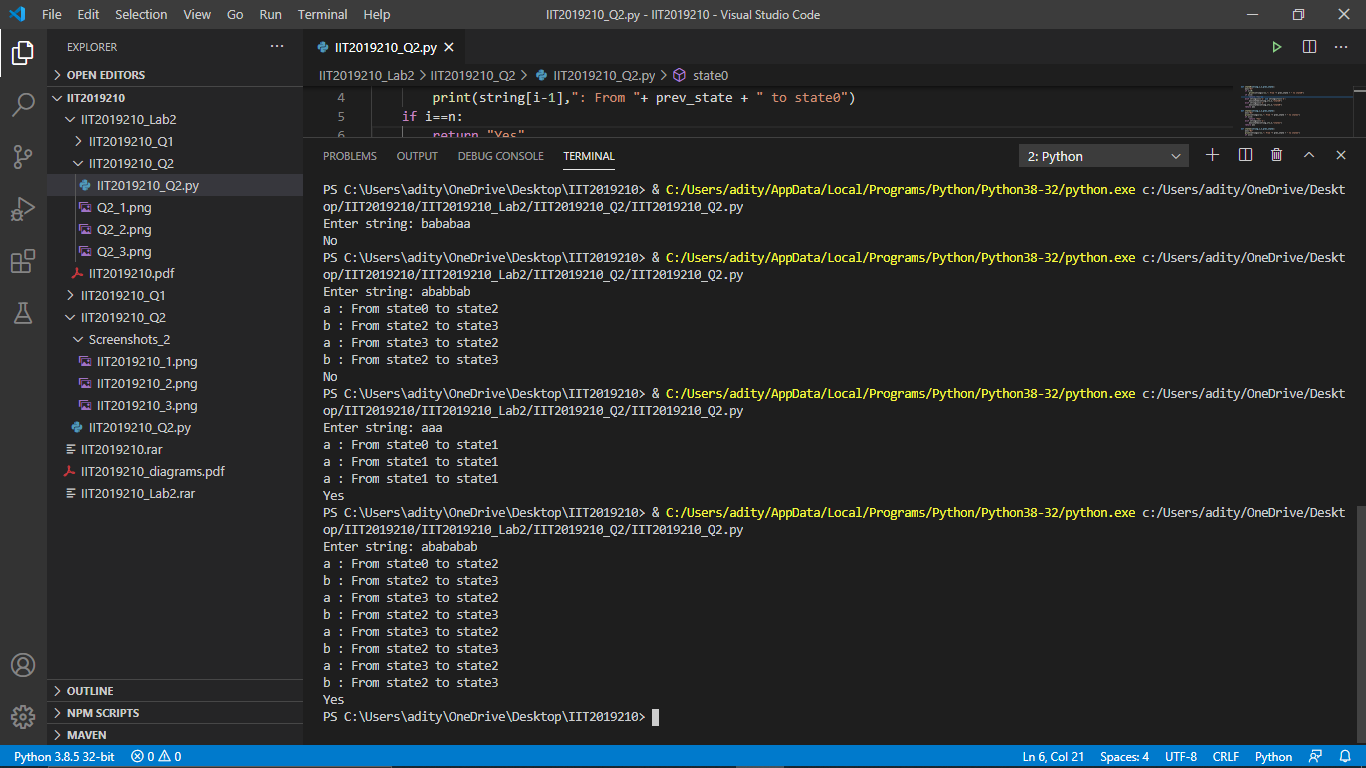 File Edit Selection View Go Run Terminal Help IIT2019210_Q2.py - IIT2019210 - Visual Studio Code
EXPLORER
OPEN EDITORS
IIT2019210
IIT2019210_Lab2
IIT2019210_Q1
IIT2019210_Q2
IIT2019210_Q2.py
Q2_1.png
Q2_2.png
Q2_3.png
IIT2019210.pdf
IIT2019210_Q1
IIT2019210_Q2
Screenshots_2
IIT2019210_1.png
IIT2019210_2.png
IIT2019210_3.png
IIT2019210_Q2.py
IIT2019210.rar
IIT2019210_diagrams.pdf
IIT2019210_Lab2.rar
OUTLINE
NPM SCRIPTS
MAVEN
IIT2019210_Q2.py
IIT2019210_Lab2 > IIT2019210_Q2 > IIT2019210_Q2.py > state0
4 print(string[i-1],": From "+ prev_state + " to state0")
5 if i==n:
6 return "Yes"
PROBLEMS OUTPUT DEBUG CONSOLE TERMINAL 2: Python
PS C:\Users\adity\OneDrive\Desktop\IIT2019210> & C:/Users/adity/AppData/Local/Programs/Python/Python38-32/python.exe c:/Users/adity/OneDrive/Deskt
op/IIT2019210/IIT2019210_Lab2/IIT2019210_Q2/IIT2019210_Q2.py
Enter string: bababaa
No
PS C:\Users\adity\OneDrive\Desktop\IIT2019210> & C:/Users/adity/AppData/Local/Programs/Python/Python38-32/python.exe c:/Users/adity/OneDrive/Deskt
op/IIT2019210/IIT2019210_Lab2/IIT2019210_Q2/IIT2019210_Q2.py
Enter string: ababbab
a : From state0 to state2
b : From state2 to state3
a : From state3 to state2
b : From state2 to state3
No
PS C:\Users\adity\OneDrive\Desktop\IIT2019210> & C:/Users/adity/AppData/Local/Programs/Python/Python38-32/python.exe c:/Users/adity/OneDrive/Deskt
op/IIT2019210/IIT2019210_Lab2/IIT2019210_Q2/IIT2019210_Q2.py
Enter string: aaa
a : From state0 to state1
a : From state1 to state1
a : From state1 to state1
Yes
PS C:\Users\adity\OneDrive\Desktop\IIT2019210> & C:/Users/adity/AppData/Local/Programs/Python/Python38-32/python.exe c:/Users/adity/OneDrive/Deskt
op/IIT2019210/IIT2019210_Lab2/IIT2019210_Q2/IIT2019210_Q2.py
Enter string: abababab
a : From state0 to state2
b : From state2 to state3
a : From state3 to state2
b : From state2 to state3
a : From state3 to state2
b : From state2 to state3
a : From state3 to state2
b : From state2 to state3
Yes
PS C:\Users\adity\OneDrive\Desktop\IIT2019210>
Python 3.8.5 32-bit 0 0 Ln 6, Col 21 Spaces: 4 UTF-8 CRLF Python